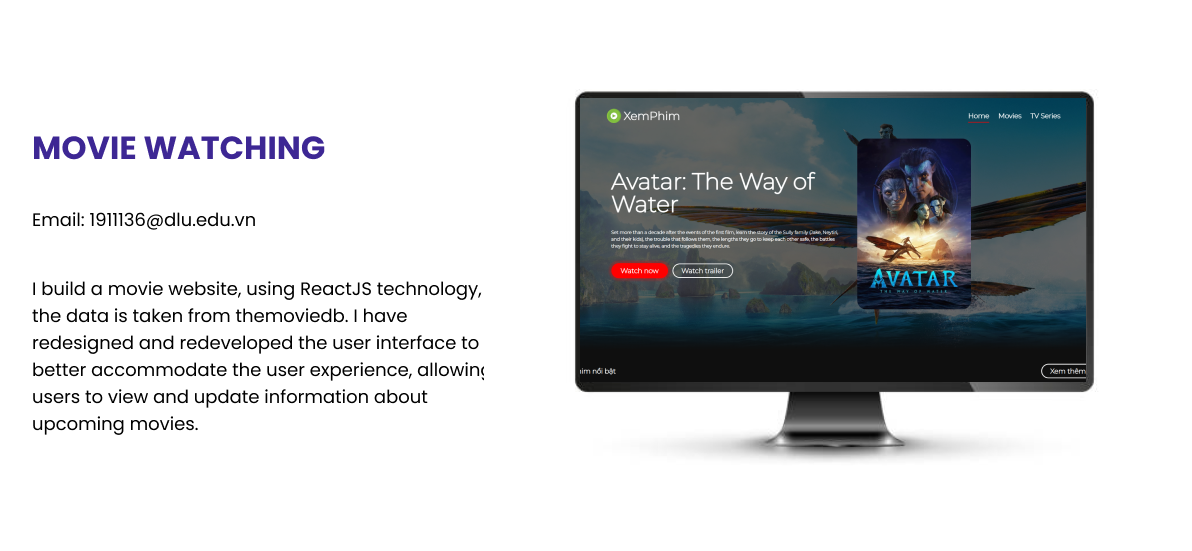 MOVIE WATCHING
Email: 1911136@dlu.edu.vn
I build a movie website, using ReactJS technology,
the data is taken from themoviedb. I have
redesigned and redeveloped the user interface to
better accommodate the user experience, allowing
users to view and update information about
upcoming movies.
XemPhim
Home Movies TV Series
Avatar: The Way of
Water
Set more than a decade after the events of the first film, learn the story of the Sully family (Jake, Neytiri,
and their kids), the trouble that follows them, the lengths they go to keep each other safe, the battles
they fight to stay alive, and the tragedies they endure.
Watch now Watch trailer
AVATAR
THE WAY OF WATER
him nổi bật
Xem thêm